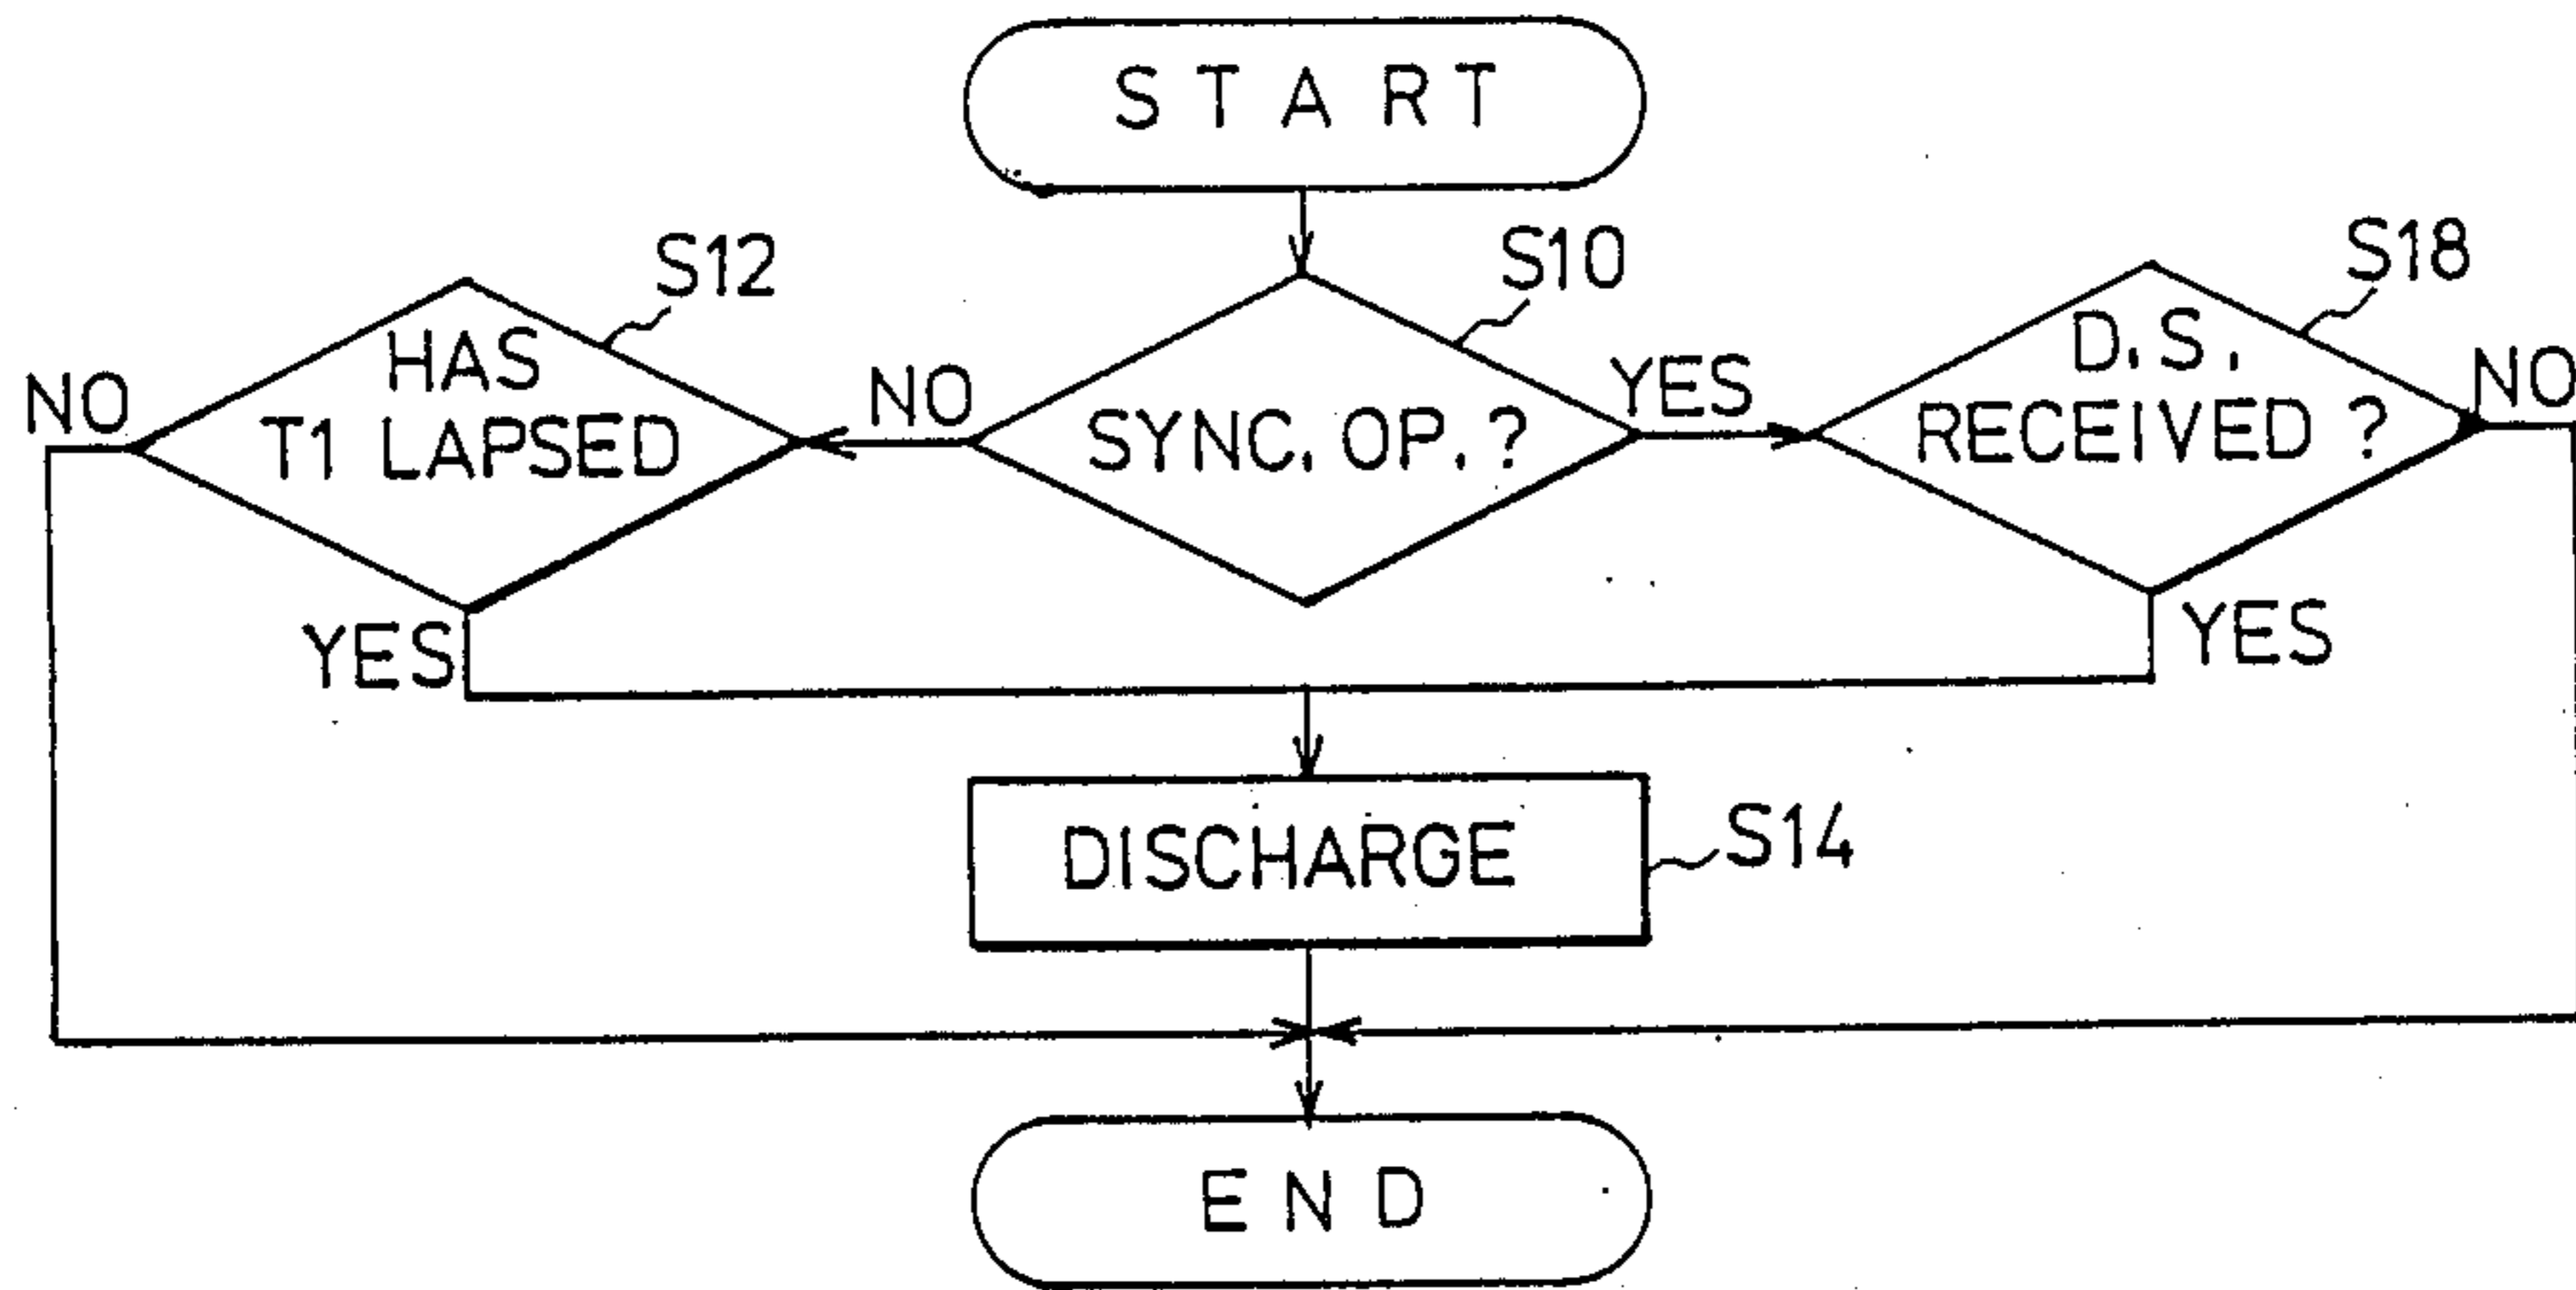 START
S12
S10
S18
HAS
T1 LAPSED
NO
NO
SYNC. OP. ?
YES
D.S.
RECEIVED ?
NO
YES
YES
DISCHARGE
S14
END